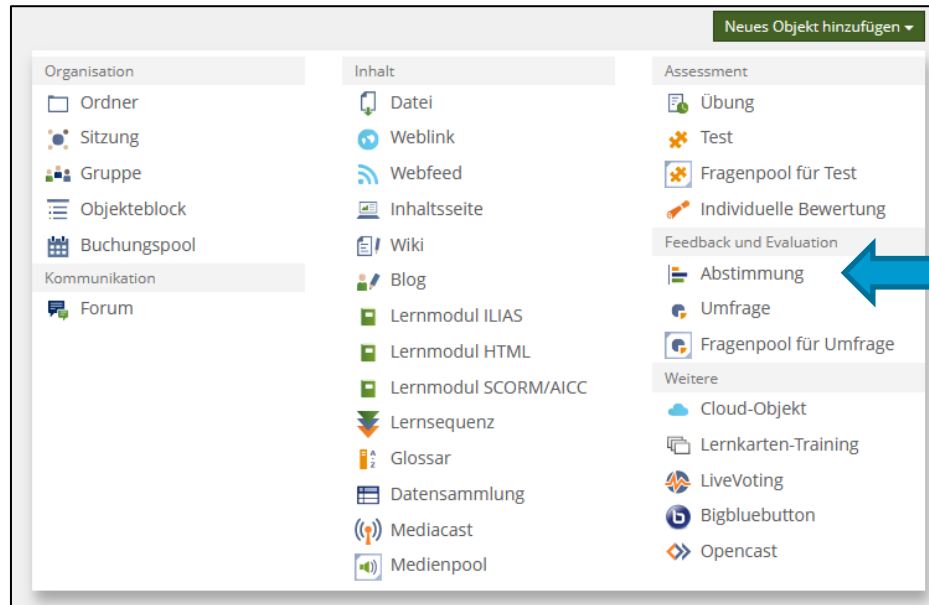 Neues Objekt hinzufügen
Organisation
Ordner
Sitzung
Gruppe
Objekteblock
Buchungspool
Kommunikation
Forum
Inhalt
Datei
Weblink
Webfeed
Inhaltsseite
Wiki
Blog
Lernmodul ILIAS
Lernmodul HTML
Lernmodul SCORM/AICC
Lernsequenz
Glossar
Datensammlung
Mediacast
Medienpool
Assessment
Übung
Test
Fragenpool für Test
Individuelle Bewertung
Feedback und Evaluation
Abstimmung
Umfrage
Fragenpool für Umfrage
Weitere
Cloud-Objekt
Lernkarten-Training
LiveVoting
Bigbluebutton
Opencast